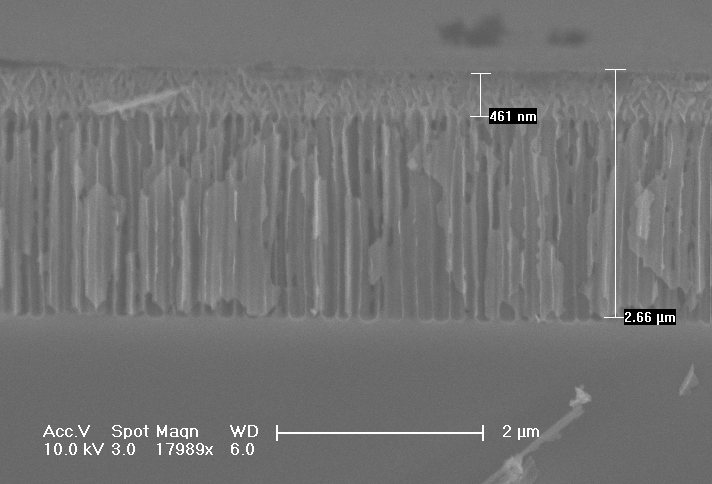 461 nm
2.66 µm
Acc.V Spot Magn WD 2 µm
10.0 kV 3.0 17989x 6.0